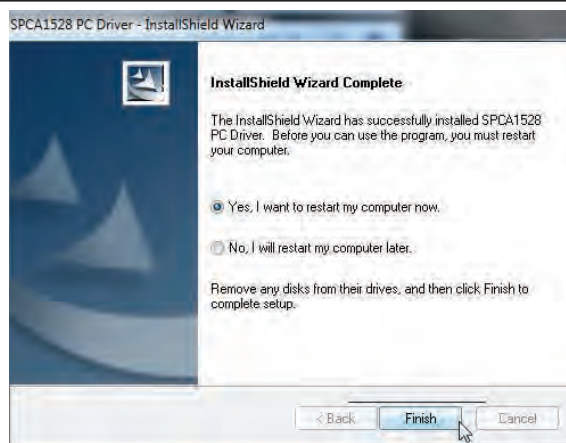 SPCA1528 PC Driver - InstallShield Wizard
InstallShield Wizard Complete
The InstallShield Wizard has successfully installed SPCA1528
PC Driver. Before you can use the program, you must restart
your computer.
Yes, I want to restart my computer now.
No, I will restart my computer later.
Remove any disks from their drives, and then click Finish to
complete setup.
< Back
Finish
Cancel